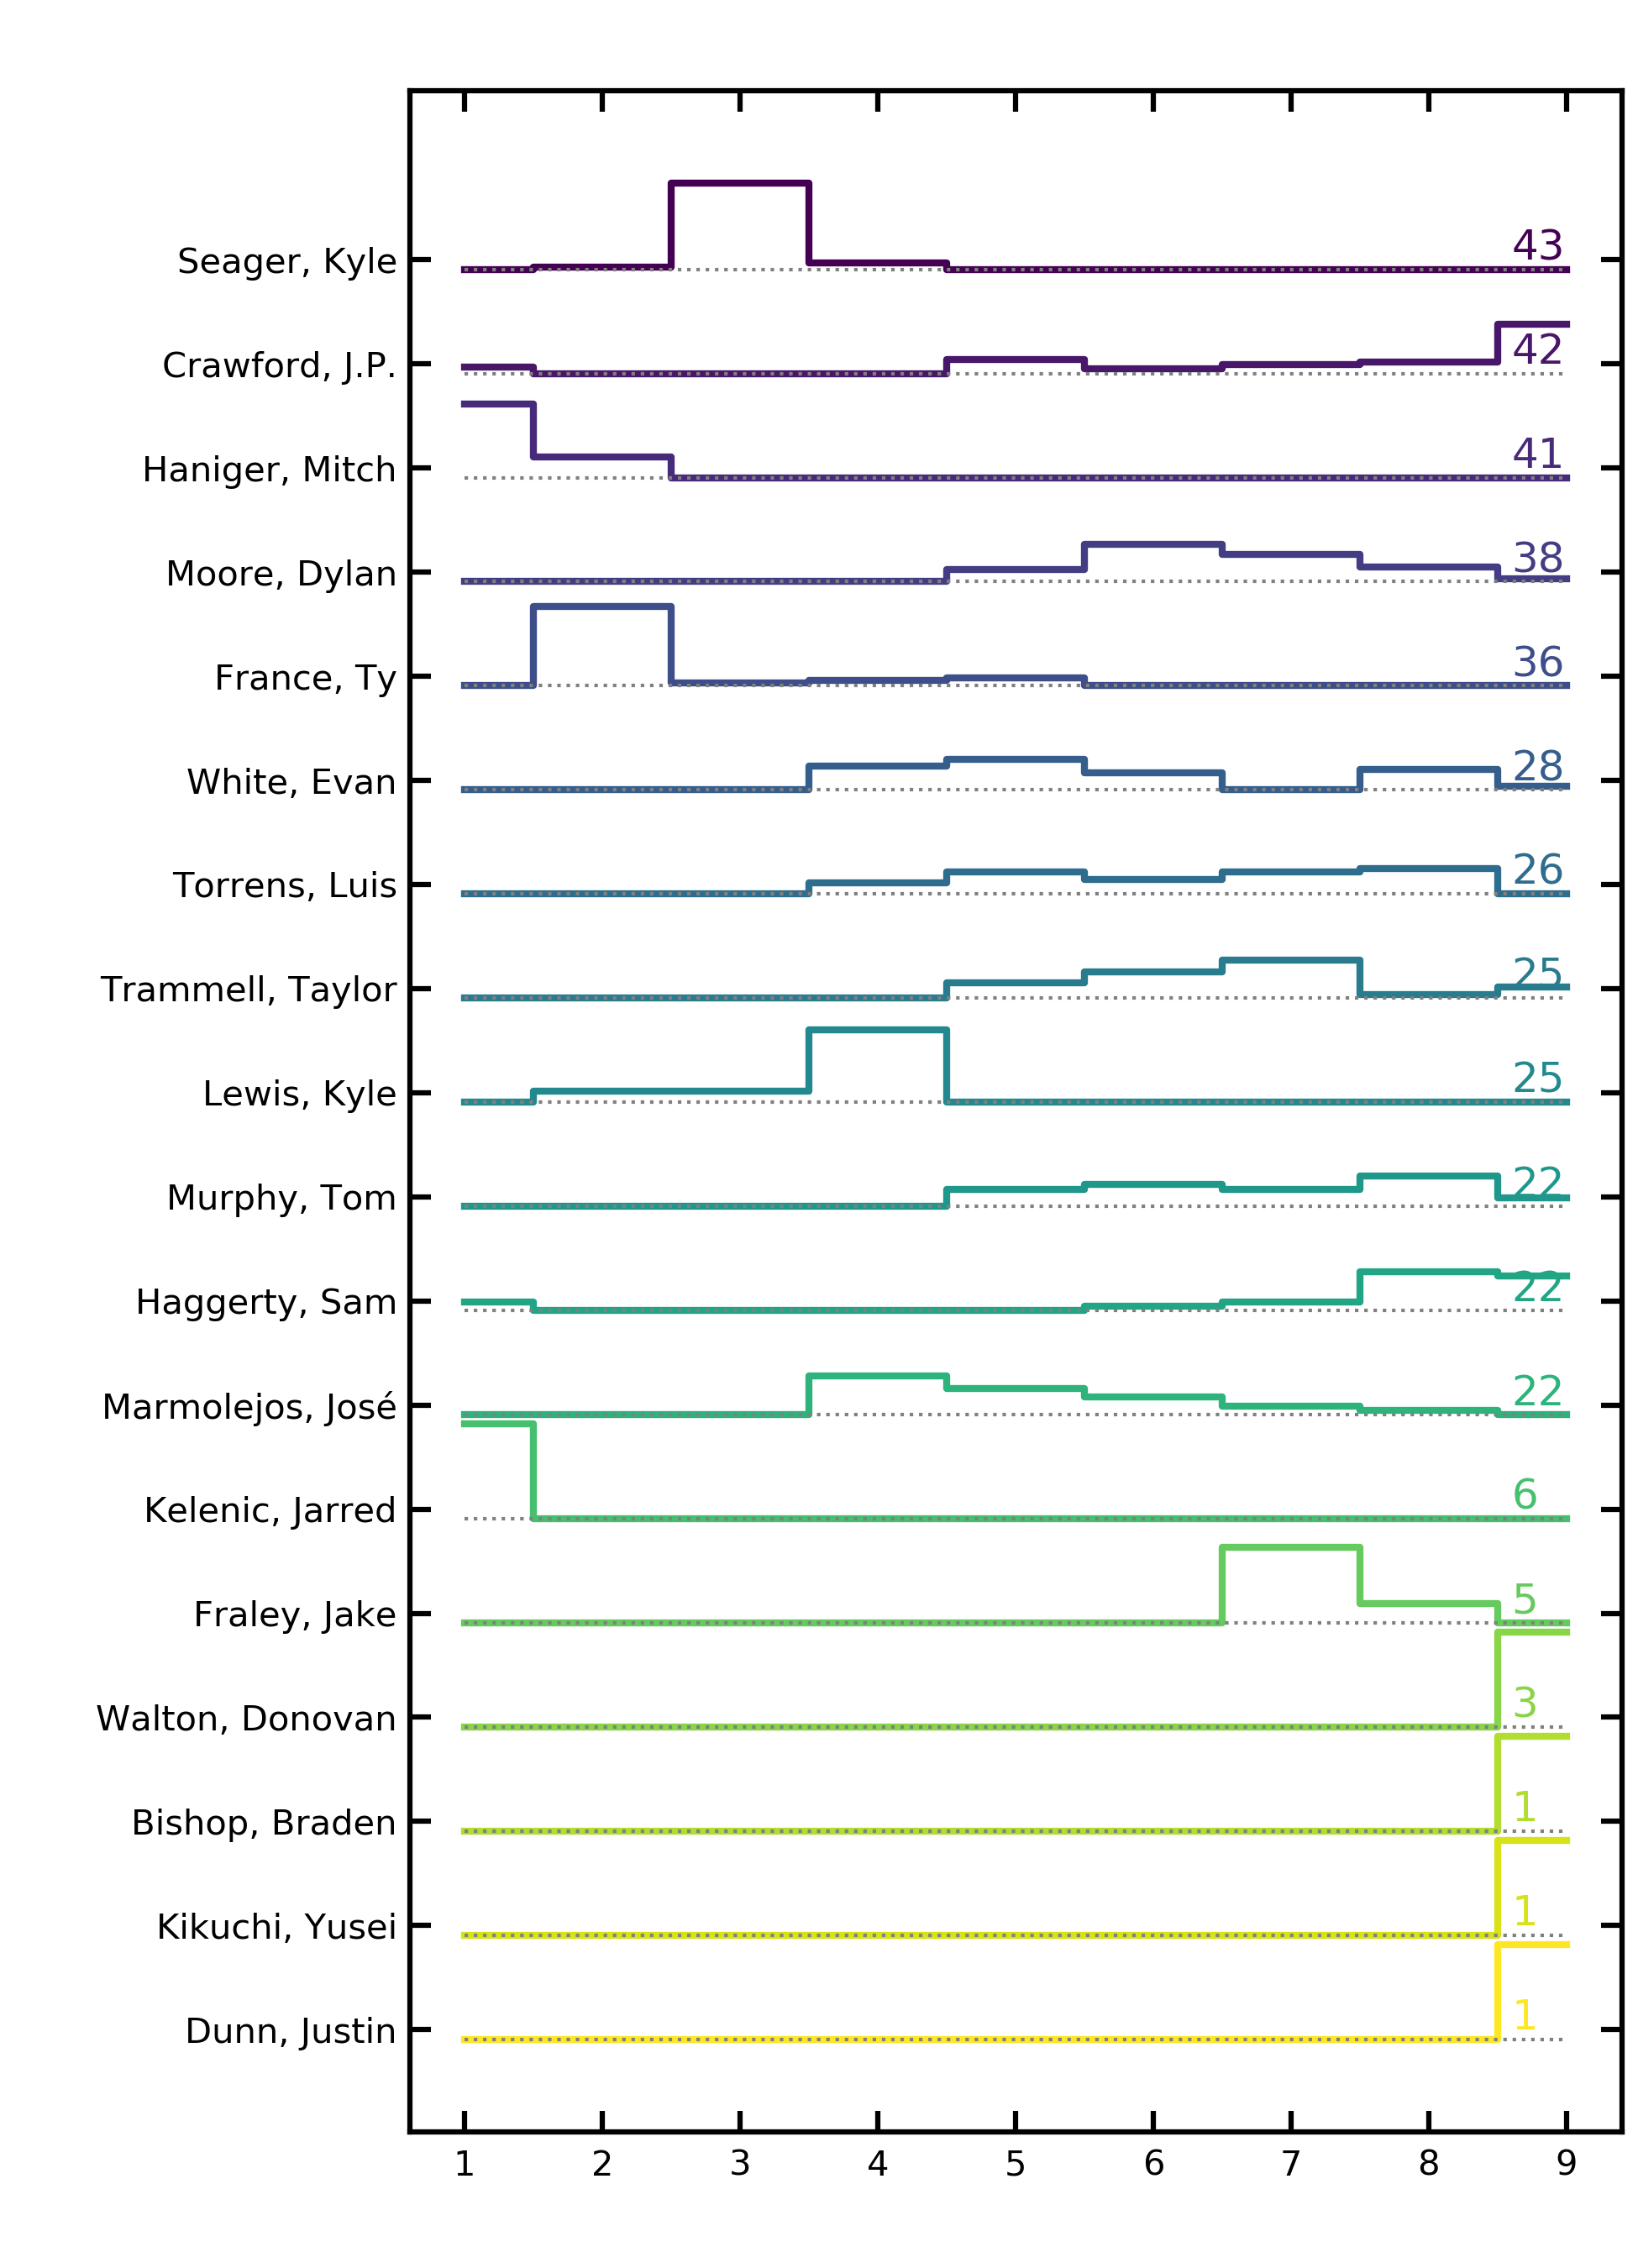 Seager, Kyle 43
Crawford, J.P. 42
Haniger, Mitch 41
Moore, Dylan 38
France, Ty 36
White, Evan 28
Torrens, Luis 26
Trammell, Taylor 25
Lewis, Kyle 25
Murphy, Tom 22
Haggerty, Sam 22
Marmolejos, José 22
Kelenic, Jarred 6
Fraley, Jake 5
Walton, Donovan 3
Bishop, Braden 1
Kikuchi, Yusei 1
Dunn, Justin 1
1 2 3 4 5 6 7 8 9